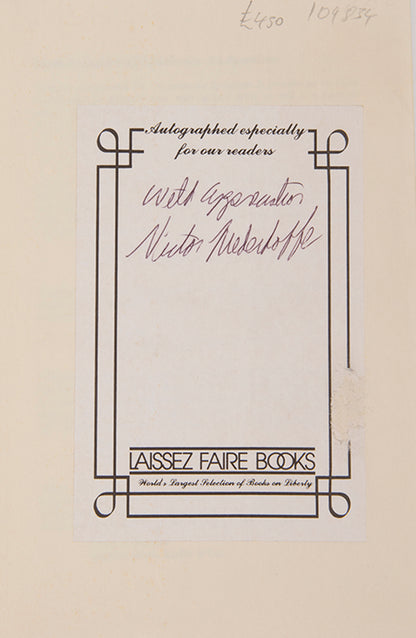 £450 109834
Autographed especially
for our readers
With appreciation
Victor Niederhoffer
LAISSEZ FAIRE BOOKS
World's Largest Selection of Books on Liberty